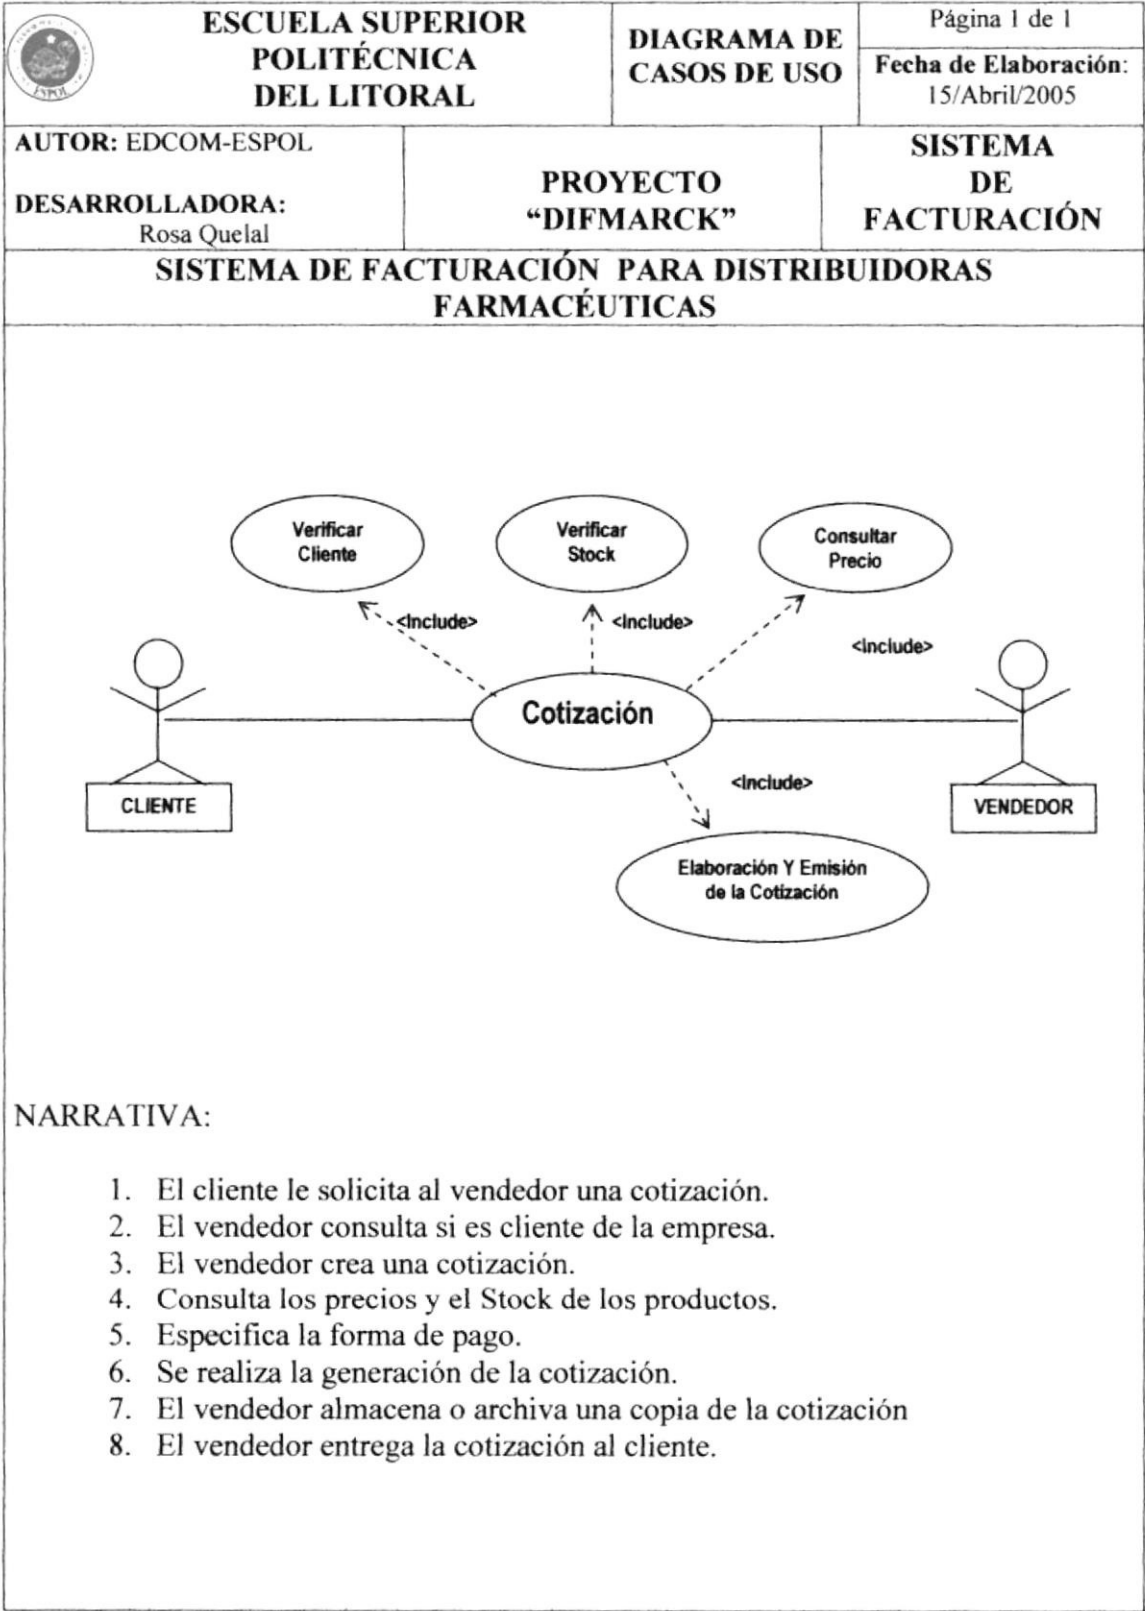 ESCUELA SUPERIOR
POLITÉCNICA
DEL LITORAL
ESPOL
DIAGRAMA DE
CASOS DE USO
Página 1 de 1
Fecha de Elaboración:
15/Abril/2005
AUTOR: EDCOM-ESPOL
DESARROLLADORA:
Rosa Quelal
PROYECTO
“DIFMARCK”
SISTEMA
DE
FACTURACIÓN
SISTEMA DE FACTURACIÓN PARA DISTRIBUIDORAS
FARMACÉUTICAS
Verificar
Cliente
Verificar
Stock
Consultar
Precio
<Include>
<Include>
<Include>
Cotización
<Include>
CLIENTE
VENDEDOR
Elaboración Y Emisión
de la Cotización
NARRATIVA:
1. El cliente le solicita al vendedor una cotización.
2. El vendedor consulta si es cliente de la empresa.
3. El vendedor crea una cotización.
4. Consulta los precios y el Stock de los productos.
5. Especifica la forma de pago.
6. Se realiza la generación de la cotización.
7. El vendedor almacena o archiva una copia de la cotización
8. El vendedor entrega la cotización al cliente.